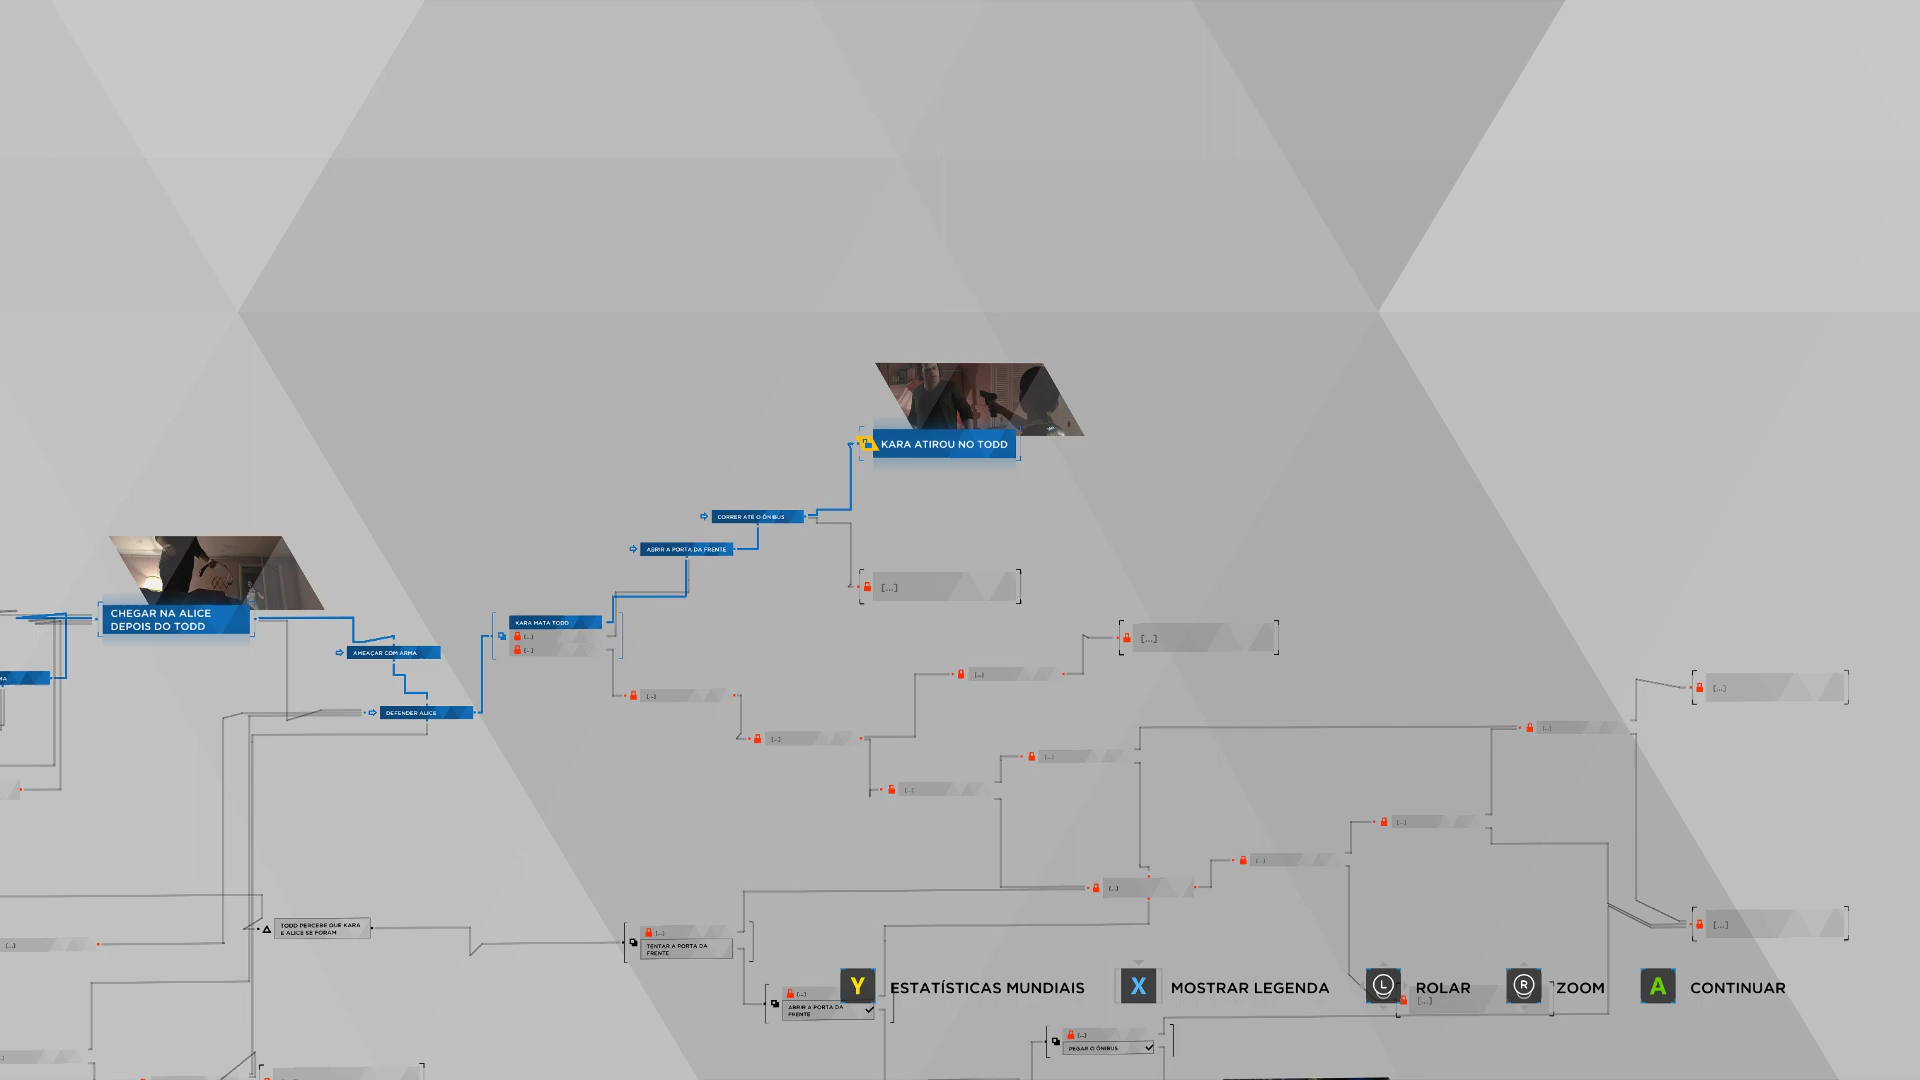 KARA ATIROU NO TODD
CORRER ATÉ O ÔNIBUS
ABRIR A PORTA DA FRENTE
[...]
CHEGAR NA ALICE
DEPOIS DO TODD
KARA MATA TODD
[...]
[...]
[...]
AMEAÇAR COM ARMA
MA
[...]
[...]
[...]
DEFENDER ALICE
[...]
[...]
[...]
[...]
[...]
[...]
[...]
[...]
TODD PERCEBE QUE KARA
E ALICE SE FORAM
[...]
[...]
[...]
TENTAR A PORTA DA
FRENTE
Y ESTATÍSTICAS MUNDIAIS
X MOSTRAR LEGENDA
L ROLAR
R ZOOM
A CONTINUAR
[...]
[...]
ABRIR A PORTA DA
FRENTE
[...]
PEGAR O ÔNIBUS